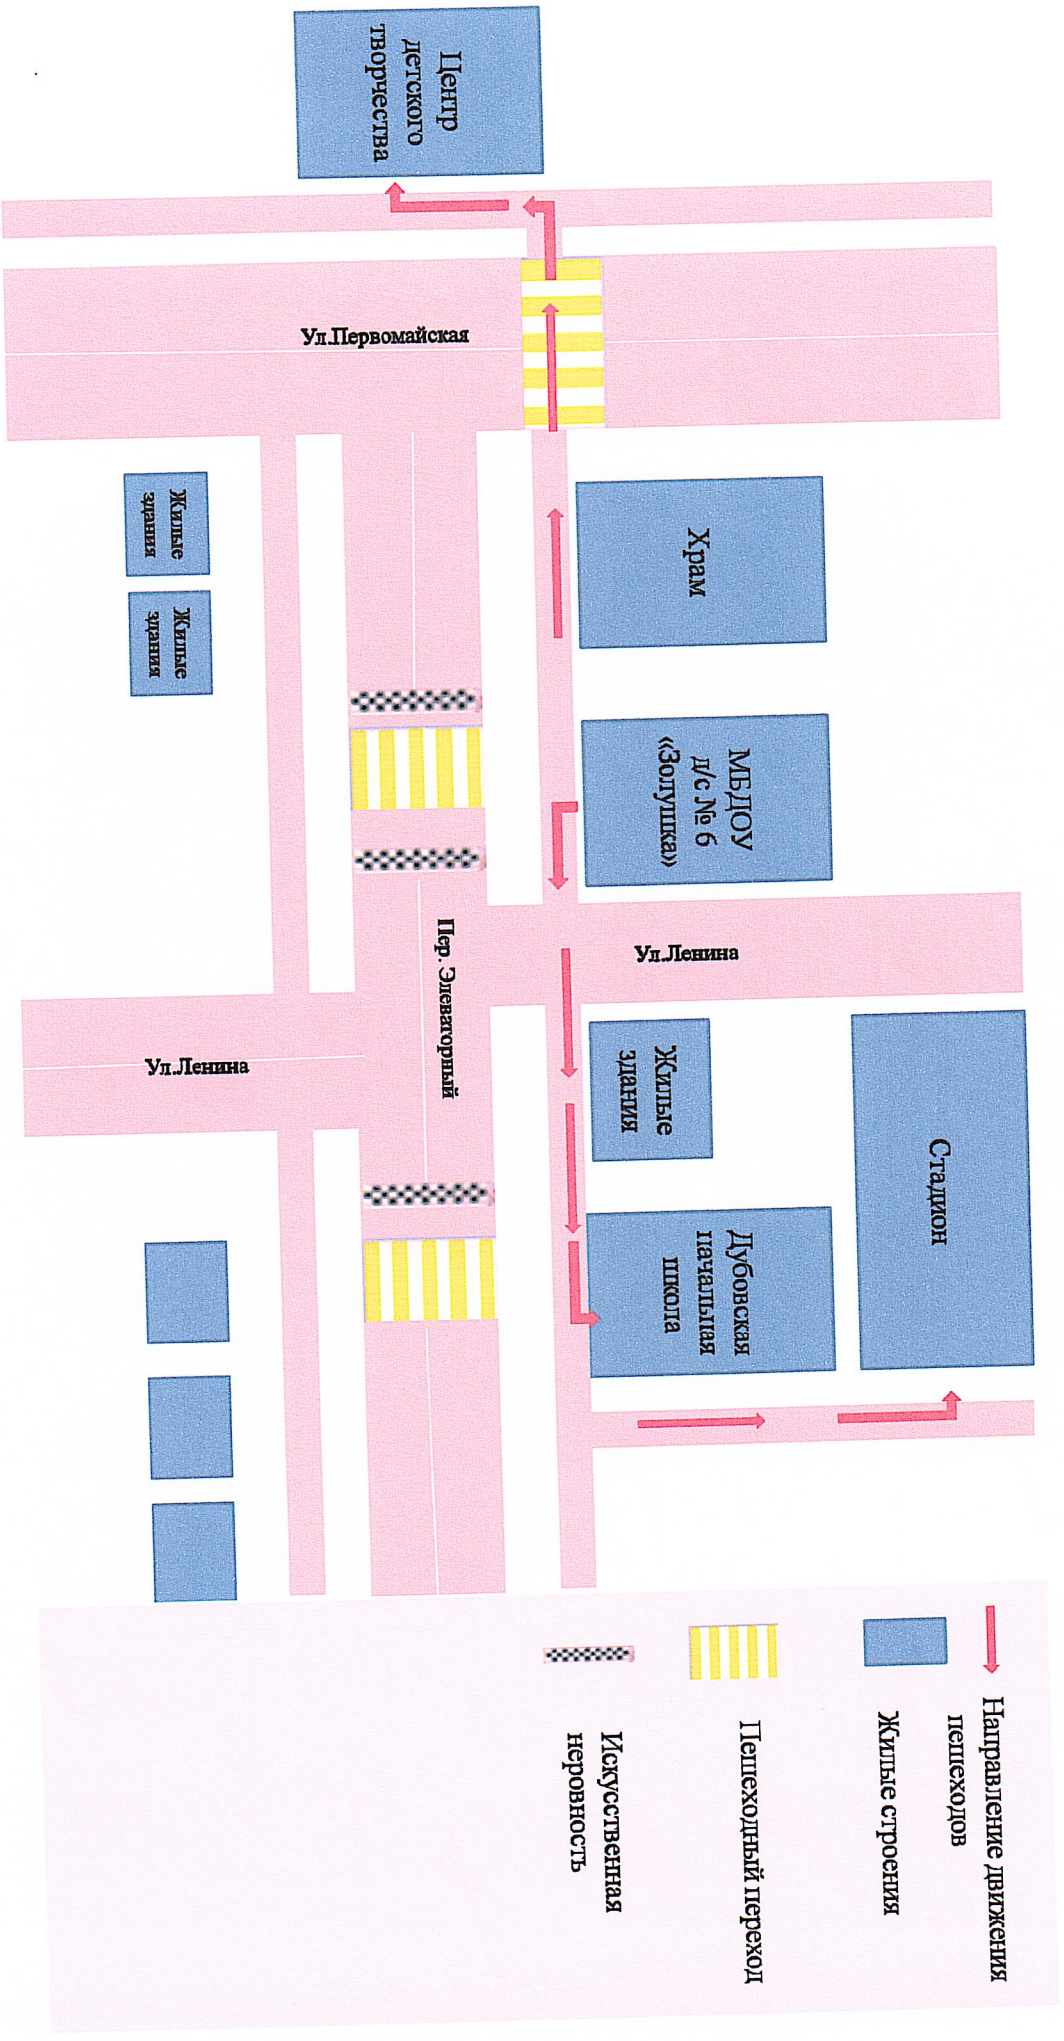 Центр
детского
творчества
Ул.Первомайская
Храм
Жилые
здания
Жилые
здания
МБДОУ
д/с № 6
«Золушка»
Ул.Ленина
Пер. Элеваторный
Ул.Ленина
Жилые
здания
Стадион
Дубовская
начальная
школа
Направление движения
пешеходов
Жилые строения
Пешеходный переход
Искусственная
неровность